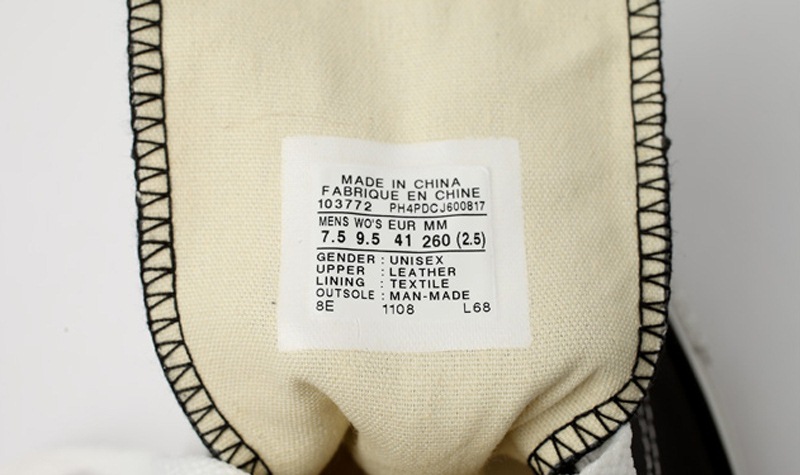 MADE IN CHINA
FABRIQUE EN CHINE
103772 PH4PDCJ600817
MENS WO'S EUR MM
7.5 9.5 41 260 (2.5)
GENDER : UNISEX
UPPER : LEATHER
LINING : TEXTILE
OUTSOLE : MAN-MADE
8E 1108 L68